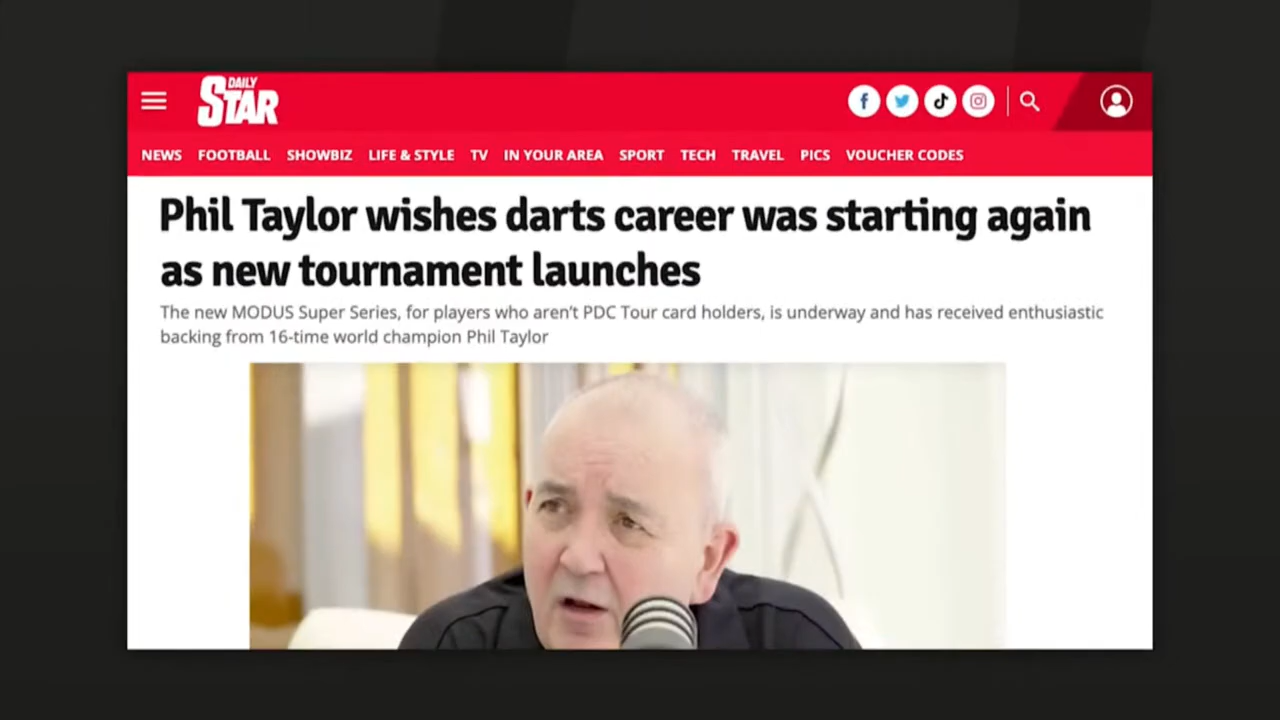 DAILY
STAR
NEWS FOOTBALL SHOWBIZ LIFE & STYLE TV IN YOUR AREA SPORT TECH TRAVEL PICS VOUCHER CODES
Phil Taylor wishes darts career was starting again
as new tournament launches
The new MODUS Super Series, for players who aren't PDC Tour card holders, is underway and has received enthusiastic
backing from 16-time world champion Phil Taylor